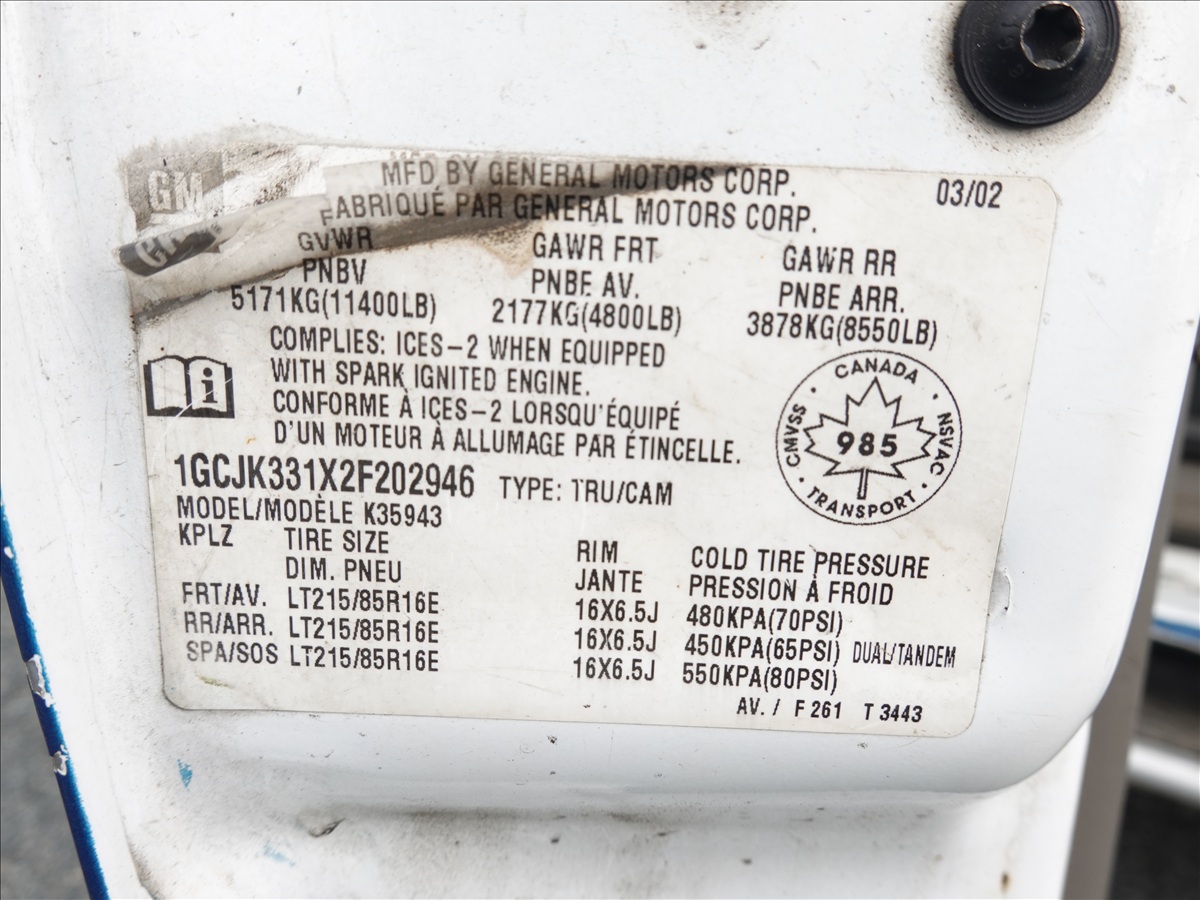 GM
MFD BY GENERAL MOTORS CORP. 03/02
FABRIQUÉ PAR GENERAL MOTORS CORP.
GVWR GAWR FRT GAWR RR
PNBV PNBE AV. PNBE ARR.
5171KG(11400LB) 2177KG(4800LB) 3878KG(8550LB)
COMPLIES: ICES-2 WHEN EQUIPPED
WITH SPARK IGNITED ENGINE.
CONFORME À ICES-2 LORSQU'ÉQUIPÉ
D'UN MOTEUR À ALLUMAGE PAR ÉTINCELLE.
CANADA
CMVSS 985 NSVAC
TRANSPORT
1GCJK331X2F202946 TYPE: TRU/CAM
MODEL/MODÈLE K35943
KPLZ TIRE SIZE RIM COLD TIRE PRESSURE
DIM. PNEU JANTE PRESSION À FROID
FRT/AV. LT215/85R16E 16X6.5J 480KPA(70PSI)
RR/ARR. LT215/85R16E 16X6.5J 450KPA(65PSI) DUAL/TANDEM
SPA/SOS LT215/85R16E 16X6.5J 550KPA(80PSI)
AV. / F 261 T 3443